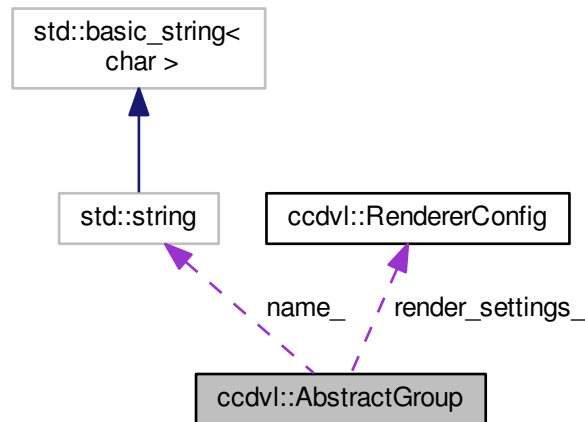 std::basic_string<
char >
std::string
ccdvl::RendererConfig
name_
render_settings_
ccdvl::AbstractGroup